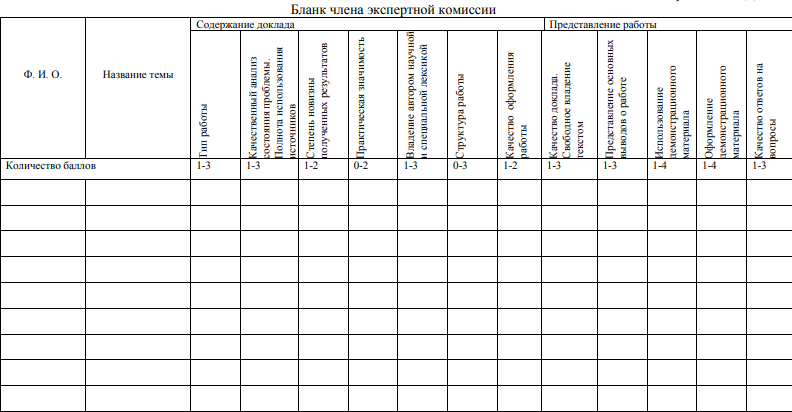 Бланк члена экспертной комиссии
Содержание доклада
Представление работы
Ф. И. О.
Название темы
Тип работы
Качественный анализ
состояния проблемы.
Полнота использования
источников
Степень новизны
полученных результатов
Практическая значимость
Владение автором научной
и специальной лексикой
Структура работы
Качество оформления
работы
Качество доклада.
Свободное владение
текстом
Представление основных
выводов о работе
Использование
демонстрационного
материала
Оформление
демонстрационного
материала
Качество ответов на
вопросы
Количество баллов
1-3
1-3
1-2
0-2
1-3
0-3
1-2
1-3
1-3
1-4
1-4
1-3